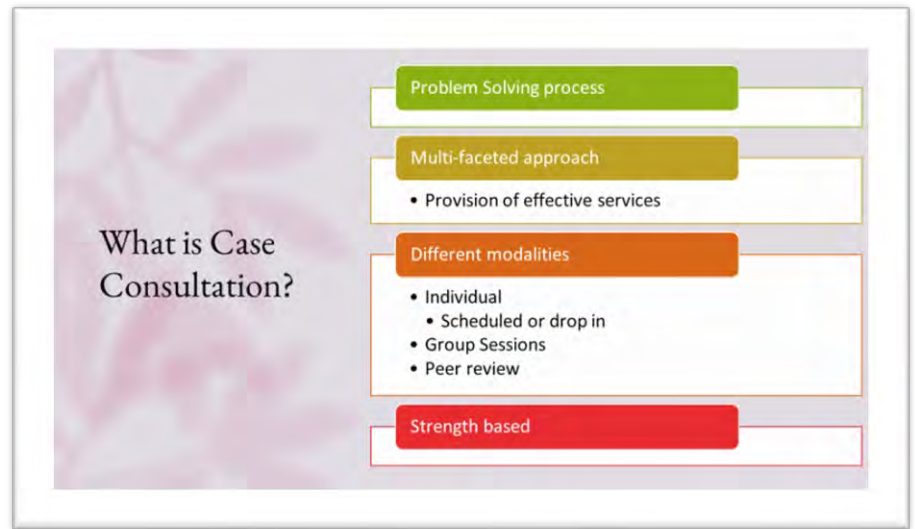 What is Case
Consultation?
Problem Solving process
Multi-faceted approach
• Provision of effective services
Different modalities
• Individual
• Scheduled or drop in
• Group Sessions
• Peer review
Strength based